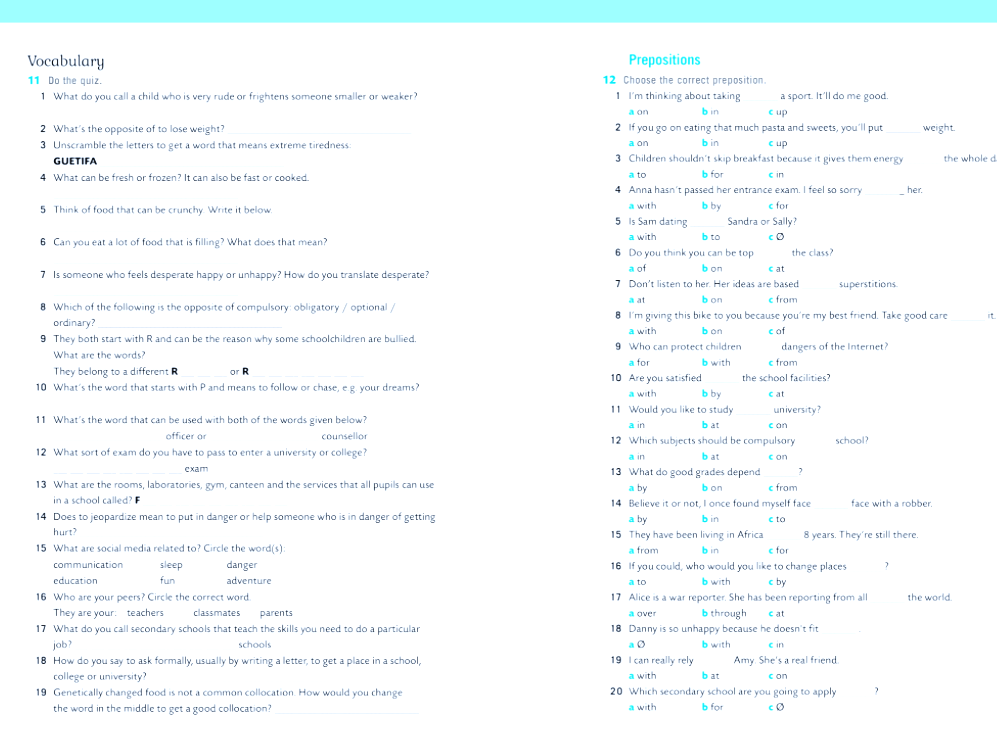 Vocabulary
11 Do the quiz.
1 What do you call a child who is very rude or frightens someone smaller or weaker?
2 What's the opposite of to lose weight?
3 Unscramble the letters to get a word that means extreme tiredness:
GUETIFA
4 What can be fresh or frozen? It can also be fast or cooked.
5 Think of food that can be crunchy. Write it below.
6 Can you eat a lot of food that is filling? What does that mean?
7 Is someone who feels desperate happy or unhappy? How do you translate desperate?
8 Which of the following is the opposite of compulsory: obligatory / optional /
ordinary?
9 They both start with R and can be the reason why some schoolchildren are bullied.
What are the words?
They belong to a different R or R
10 What's the word that starts with P and means to follow or chase, e.g. your dreams?
11 What's the word that can be used with both of the words given below?
officer or counsellor
12 What sort of exam do you have to pass to enter a university or college?
exam
13 What are the rooms, laboratories, gym, canteen and the services that all pupils can use
in a school called? F
14 Does to jeopardize mean to put in danger or help someone who is in danger of getting
hurt?
15 What are social media related to? Circle the word(s):
communication sleep danger
education fun adventure
16 Who are your peers? Circle the correct word.
They are your: teachers classmates parents
17 What do you call secondary schools that teach the skills you need to do a particular
job? schools
18 How do you say to ask formally, usually by writing a letter, to get a place in a school,
college or university?
19 Genetically changed food is not a common collocation. How would you change
the word in the middle to get a good collocation?
Prepositions
12 Choose the correct preposition.
1 I'm thinking about taking a sport. It'll do me good.
a on b in c up
2 If you go on eating that much pasta and sweets, you'll put weight.
a on b in c up
3 Children shouldn't skip breakfast because it gives them energy the whole
a to b for c in
4 Anna hasn't passed her entrance exam. I feel so sorry _ her.
a with b by c for
5 Is Sam dating Sandra or Sally?
a with b to c Ø
6 Do you think you can be top the class?
a of b on c at
7 Don't listen to her. Her ideas are based superstitions.
a at b on c from
8 I'm giving this bike to you because you're my best friend. Take good care it.
a with b on c of
9 Who can protect children dangers of the Internet?
a for b with c from
10 Are you satisfied the school facilities?
a with b by c at
11 Would you like to study university?
a in b at c on
12 Which subjects should be compulsory school?
a in b at c on
13 What do good grades depend ?
a by b on c from
14 Believe it or not, I once found myself face face with a robber.
a by b in c to
15 They have been living in Africa 8 years. They're still there.
a from b in c for
16 If you could, who would you like to change places ?
a to b with c by
17 Alice is a war reporter. She has been reporting from all the world.
a over b through c at
18 Danny is so unhappy because he doesn't fit .
a Ø b with c in
19 I can really rely Amy. She's a real friend.
a with b at c on
20 Which secondary school are you going to apply ?
a with b for c Ø